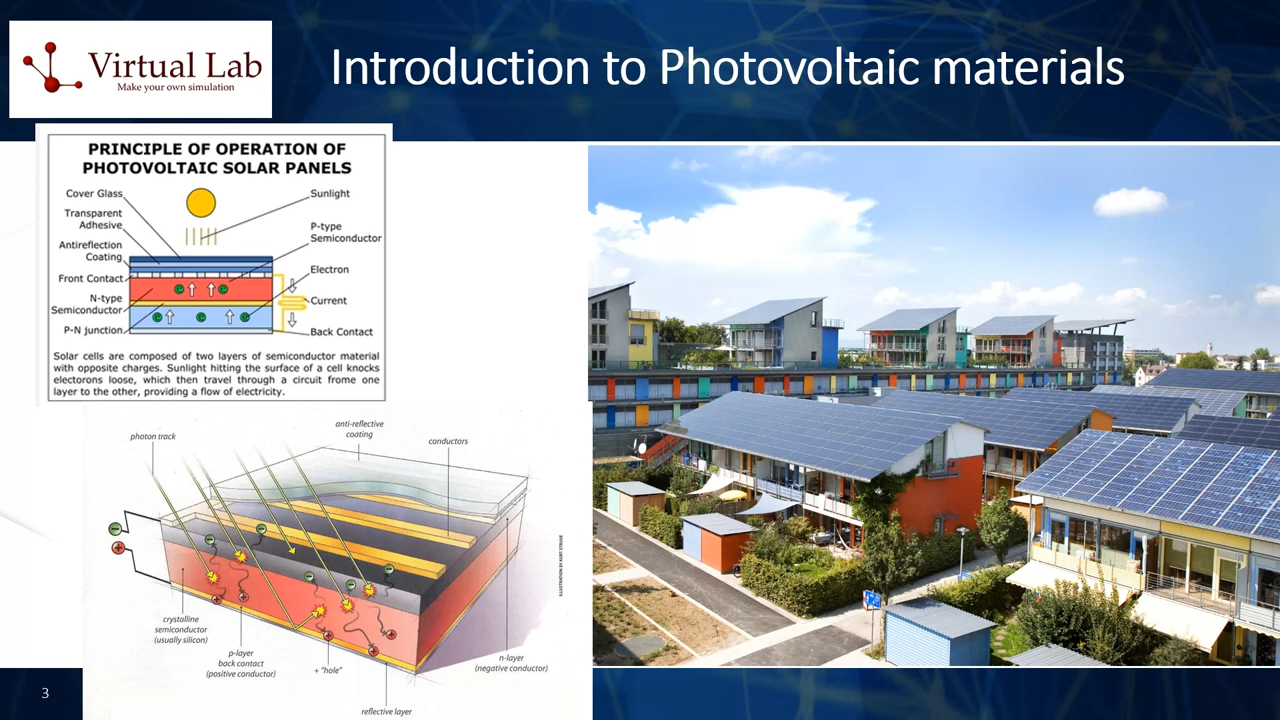 Virtual Lab
Make your own simulation
Introduction to Photovoltaic materials
PRINCIPLE OF OPERATION OF
PHOTOVOLTAIC SOLAR PANELS
Cover Glass
Sunlight
Transparent
Adhesive
P-type
Semiconductor
Antireflection
Coating
Electron
Front Contact
N-type
Semiconductor
Current
P-N junction
Back Contact
Solar cells are composed of two layers of semiconductor material
with opposite charges. Sunlight hitting the surface of a cell knocks
electorons loose, which then travel through a circuit frome one
layer to the other, providing a flow of electricity.
photon track
anti-reflective
coating
conductors
crystalline
semiconductor
(usually silicon)
p-layer
back contact
(positive conductor)
+ "hole"
n-layer
(negative conductor)
reflective layer
3